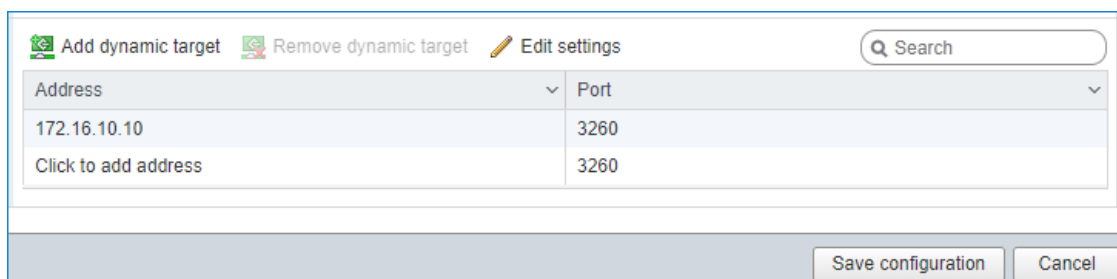 Add dynamic target Remove dynamic target Edit settings Search
Address Port
172.16.10.10 3260
Click to add address 3260
Save configuration Cancel